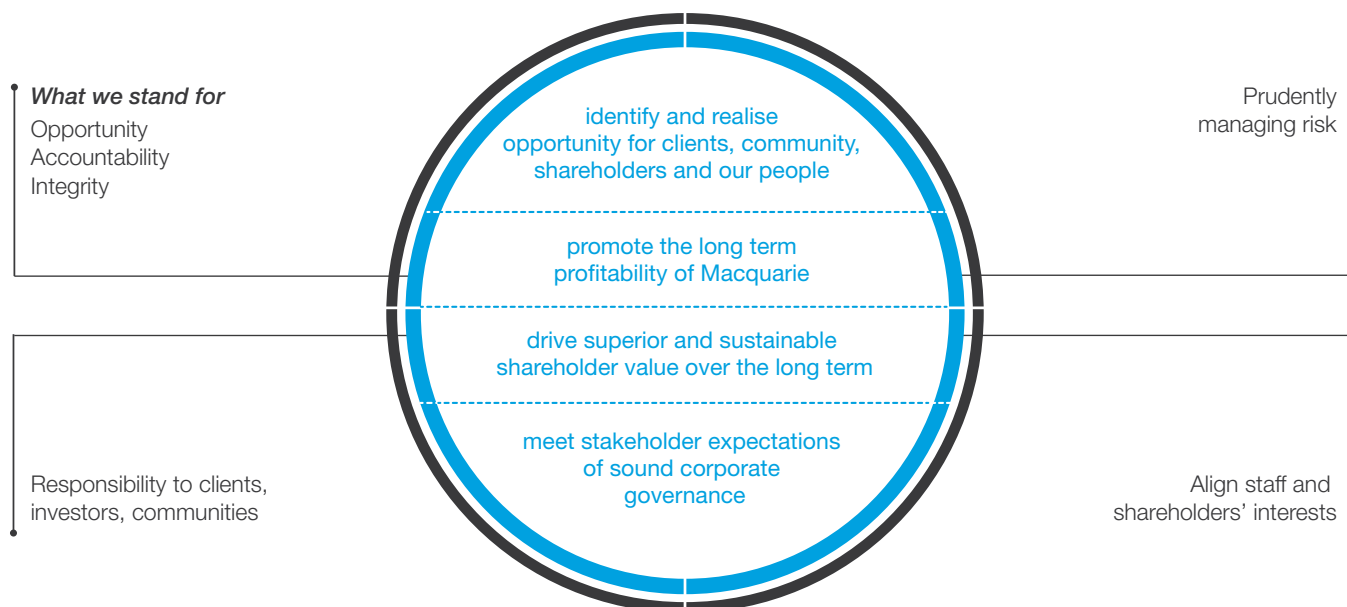 What we stand for
Opportunity
Accountability
Integrity
Prudently
managing risk
identify and realise
opportunity for clients, community,
shareholders and our people
promote the long term
profitability of Macquarie
drive superior and sustainable
shareholder value over the long term
meet stakeholder expectations
of sound corporate
governance
Responsibility to clients,
investors, communities
Align staff and
shareholders’ interests